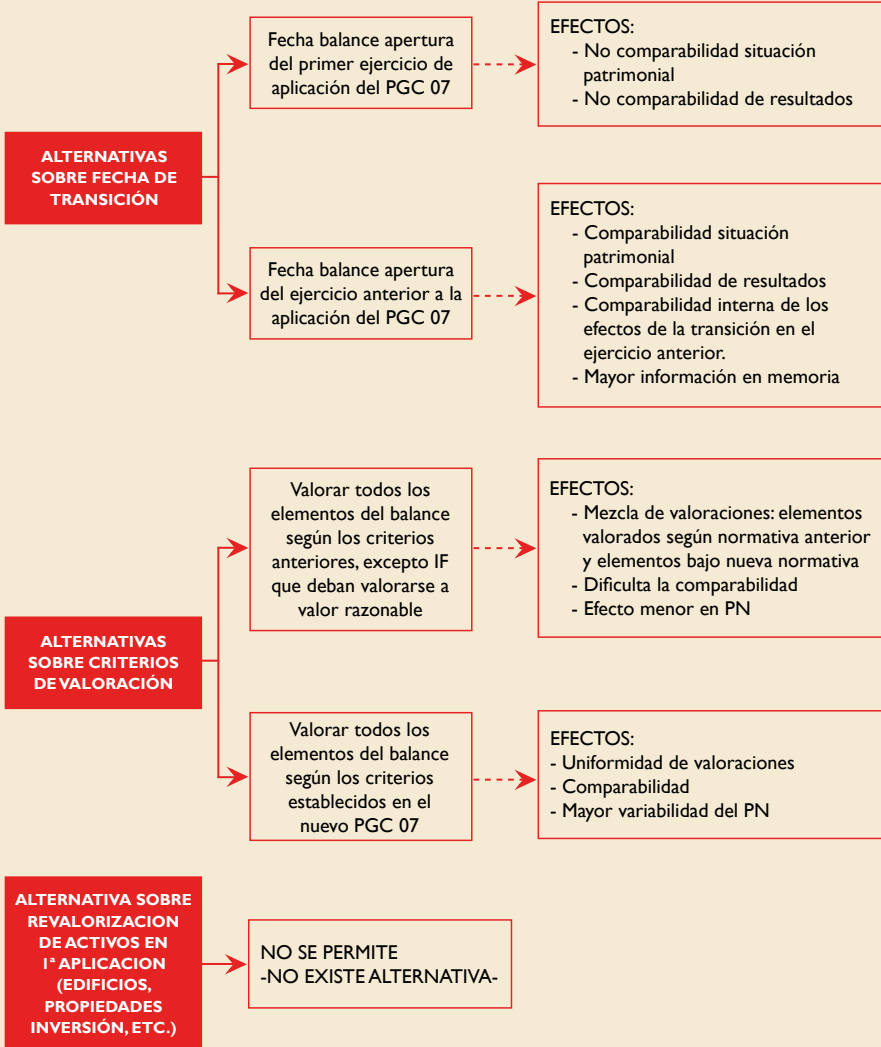 Fecha balance apertura
del primer ejercicio de
aplicación del PGC 07
EFECTOS:
- No comparabilidad situación
patrimonial
- No comparabilidad de resultados
ALTERNATIVAS
SOBRE FECHA DE
TRANSICIÓN
Fecha balance apertura
del ejercicio anterior a la
aplicación del PGC 07
EFECTOS:
- Comparabilidad situación
patrimonial
- Comparabilidad de resultados
- Comparabilidad interna de los
efectos de la transición en el
ejercicio anterior.
- Mayor información en memoria
Valorar todos los
elementos del balance
según los criterios
anteriores, excepto IF
que deban valorarse a
valor razonable
EFECTOS:
- Mezcla de valoraciones: elementos
valorados según normativa anterior
y elementos bajo nueva normativa
- Dificulta la comparabilidad
- Efecto menor en PN
ALTERNATIVAS
SOBRE CRITERIOS
DE VALORACIÓN
Valorar todos los
elementos del balance
según los criterios
establecidos en el
nuevo PGC 07
EFECTOS:
- Uniformidad de valoraciones
- Comparabilidad
- Mayor variabilidad del PN
ALTERNATIVA SOBRE
REVALORIZACION
DE ACTIVOS EN
1ª APLICACION
(EDIFICIOS,
PROPIEDADES
INVERSIÓN, ETC.)
NO SE PERMITE
-NO EXISTE ALTERNATIVA-